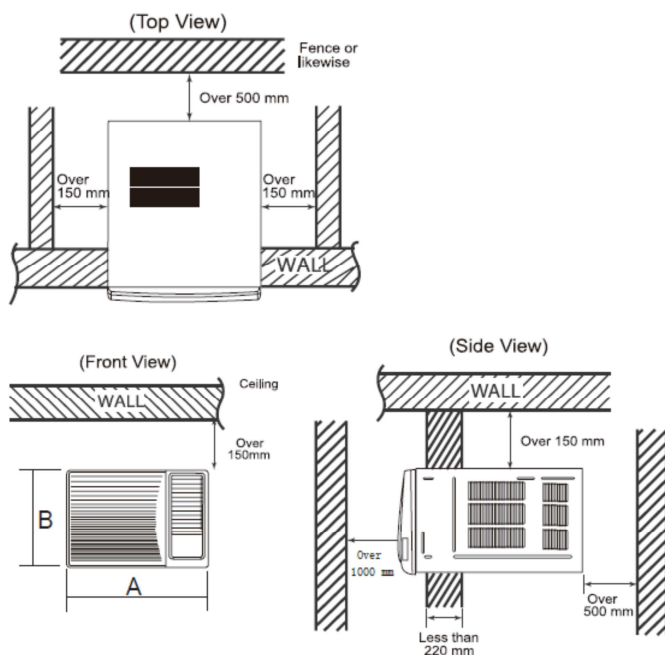 (Top View)
Fence or
likewise
Over 500 mm
Over
150 mm
Over
150 mm
WALL
(Front View)
Ceiling
WALL
Over
150mm
B
A
(Side View)
WALL
Over 150 mm
Over
1000 mm
Over
500 mm
Less than
220 mm